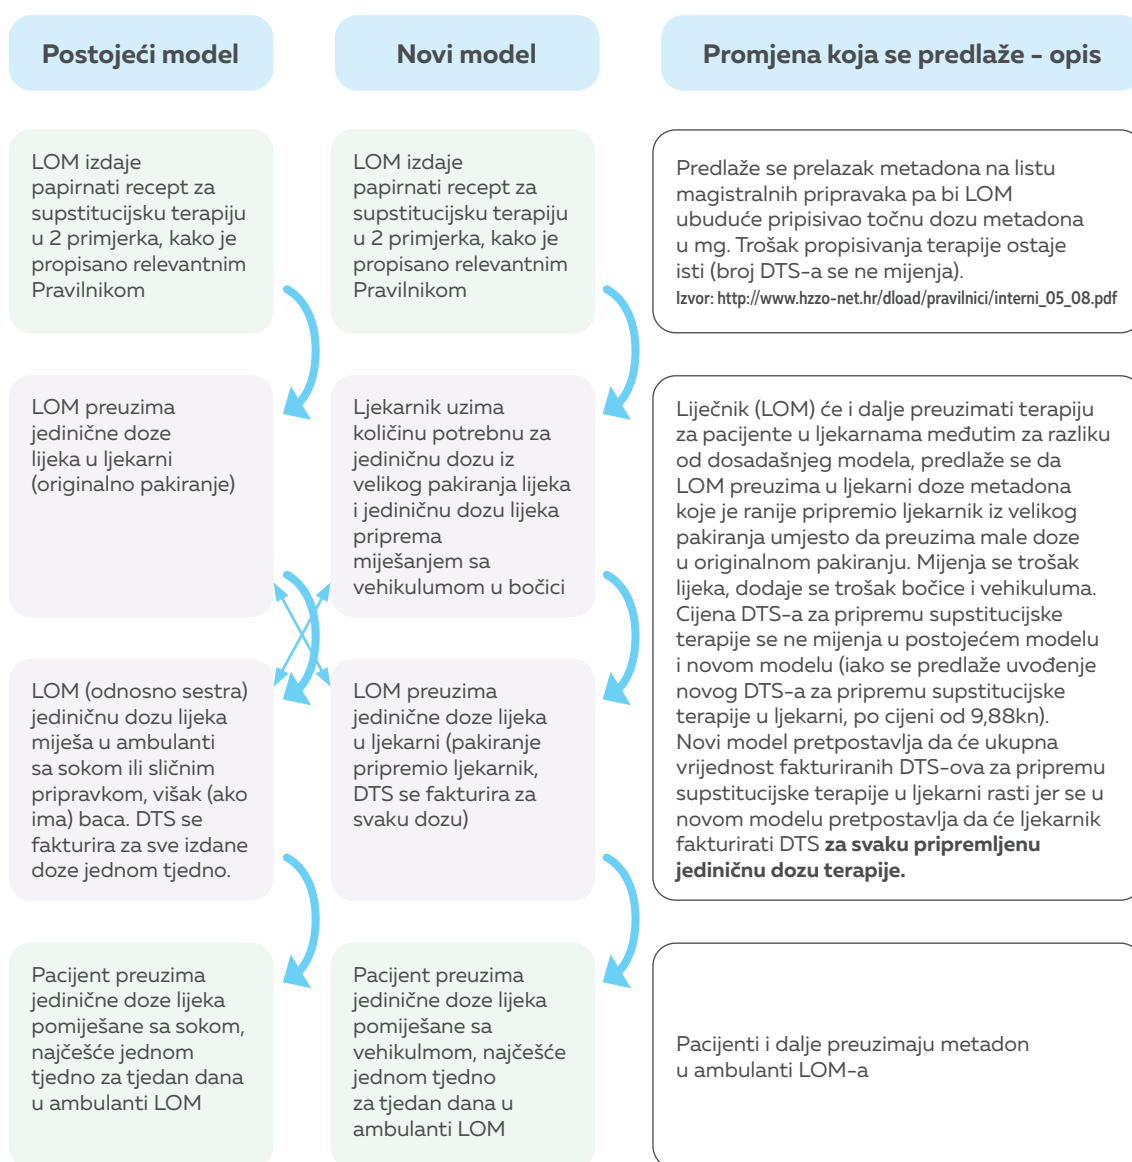 Postojeći model
Novi model
Promjena koja se predlaže - opis
LOM izdaje
papirnati recept za
supstitucijsku terapiju
u 2 primjerka, kako je
propisano relevantnim
Pravilnikom
LOM izdaje
papirnati recept za
supstitucijsku terapiju
u 2 primjerka, kako je
propisano relevantnim
Pravilnikom
Predlaže se prelazak metadona na listu
magistralnih pripravaka pa bi LOM
ubuduće pripisivao točnu dozu metadona
u mg. Trošak propisivanja terapije ostaje
isti (broj DTS-a se ne mijenja).
Izvor: http://www.hzzo-net.hr/dload/pravilnici/interni_05_08.pdf
LOM preuzima
jedinične doze
lijeka u ljekarni
(originalno pakiranje)
Ljekarnik uzima
količinu potrebnu za
jediničnu dozu iz
velikog pakiranja lijeka
i jediničnu dozu lijeka
priprema
miješanjem sa
vehikulumom u bočici
Liječnik (LOM) će i dalje preuzimati terapiju
za pacijente u ljekarnama međutim za razliku
od dosadašnjeg modela, predlaže se da
LOM preuzima u ljekarni doze metadona
koje je ranije pripremio ljekarnik iz velikog
pakiranja umjesto da preuzima male doze
u originalnom pakiranju. Mijenja se trošak
lijeka, dodaje se trošak bočice i vehikuluma.
Cijena DTS-a za pripremu supstitucijske
terapije se ne mijenja u postojećem modelu
i novom modelu (iako se predlaže uvođenje
novog DTS-a za pripremu supstitucijske
terapije u ljekarni, po cijeni od 9,88kn).
Novi model pretpostavlja da će ukupna
vrijednost fakturiranih DTS-ova za pripremu
supstitucijske terapije u ljekarni rasti jer se u
novom modelu pretpostavlja da će ljekarnik
fakturirati DTS za svaku pripremljenu
jediničnu dozu terapije.
LOM (odnosno sestra)
jediničnu dozu lijeka
miješa u ambulanti
sa sokom ili sličnim
pripravkom, višak (ako
ima) baca. DTS se
fakturira za sve izdane
doze jednom tjedno.
LOM preuzima
jedinične doze lijeka
u ljekarni (pakiranje
pripremio ljekarnik,
DTS se fakturira za
svaku dozu)
Pacijent preuzima
jedinične doze lijeka
pomiješane sa sokom,
najčešće jednom
tjedno za tjedan dana
u ambulanti LOM
Pacijent preuzima
jedinične doze lijeka
pomiješane sa
vehikulmom, najčešće
jednom tjedno
za tjedan dana u
ambulanti LOM
Pacijenti i dalje preuzimaju metadon
u ambulanti LOM-a